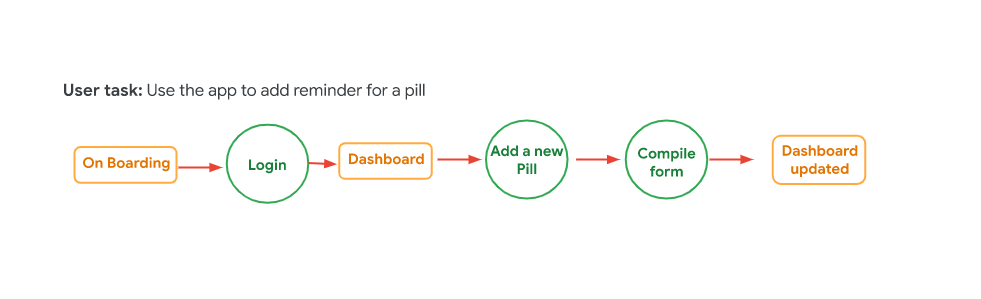 User task: Use the app to add reminder for a pill
On Boarding
Login
Dashboard
Add a new
Pill
Compile
form
Dashboard
updated